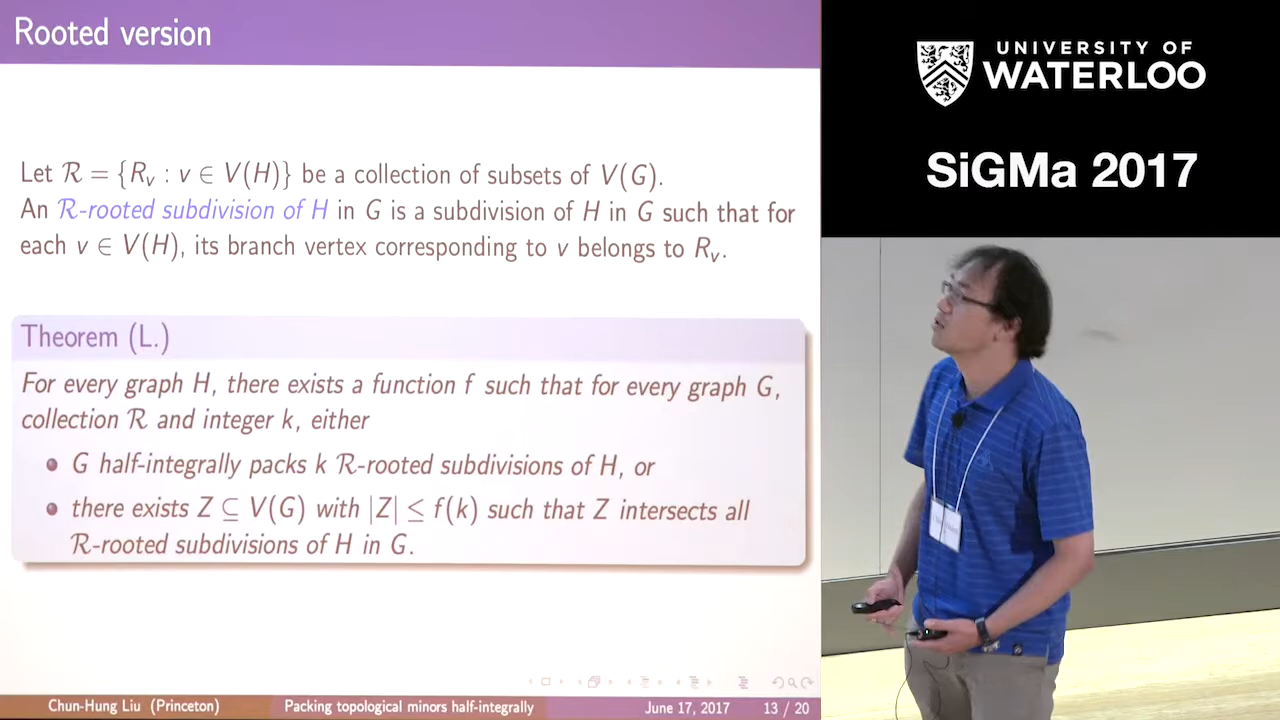 Rooted version
Let R = {R_v : v ∈ V(H)} be a collection of subsets of V(G).
An R-rooted subdivision of H in G is a subdivision of H in G such that for
each v ∈ V(H), its branch vertex corresponding to v belongs to R_v.
Theorem (L.)
For every graph H, there exists a function f such that for every graph G,
collection R and integer k, either
G half-integrally packs k R-rooted subdivisions of H, or
there exists Z ⊆ V(G) with |Z| ≤ f(k) such that Z intersects all
R-rooted subdivisions of H in G.
Chun-Hung Liu (Princeton)
Packing topological minors half-integrally
June 17, 2017
13 / 20
UNIVERSITY OF
WATERLOO
SiGMa 2017